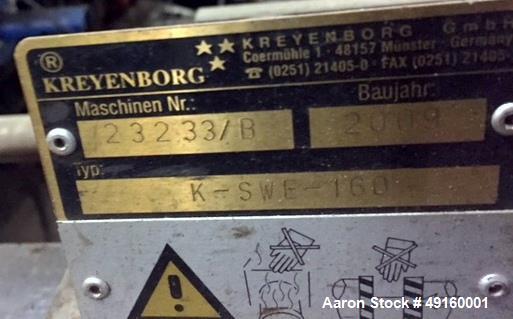 ®
KREYENBORG
KREYENBORG GmbH
Coermühle 1 · 48157 Münster · Germany
☎ (0251) 21405-0 · FAX (0251) 21405
Maschinen Nr.:
Baujahr:
23233/B
2009
Typ:
K-SWE-160
Aaron Stock # 49160001